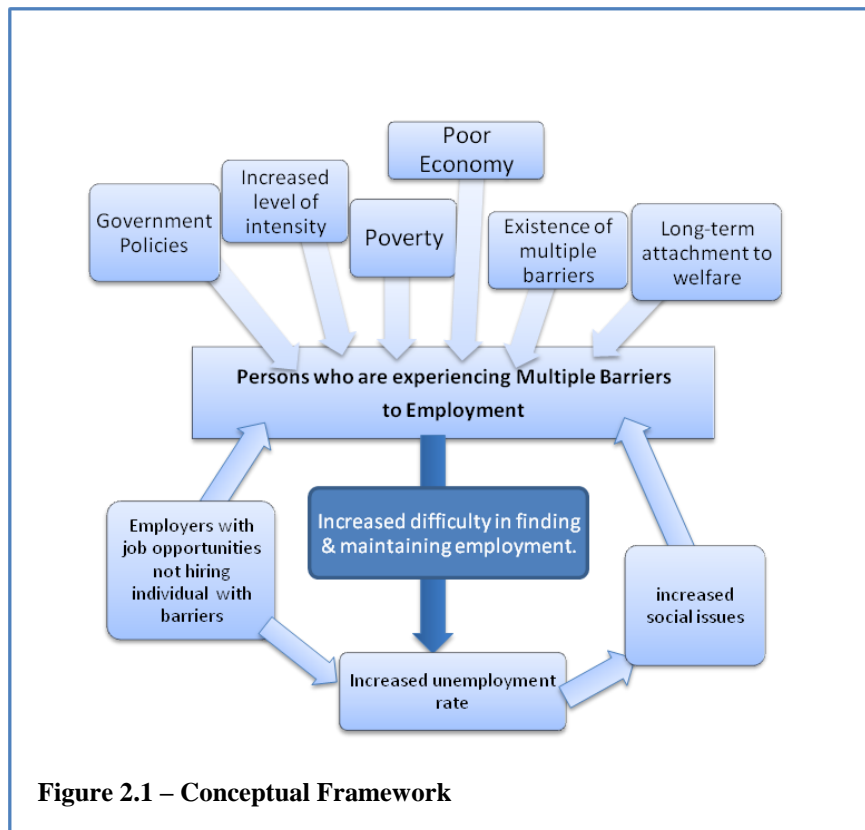 Government
Policies
Increased
level of
intensity
Poverty
Poor
Economy
Existence of
multiple
barriers
Long-term
attachment to
welfare
Persons who are experiencing Multiple Barriers
to Employment
Increased difficulty in finding
& maintaining employment.
Employers with
job opportunities
not hiring
individual with
barriers
increased
social issues
Increased unemployment
rate
Figure 2.1 – Conceptual Framework